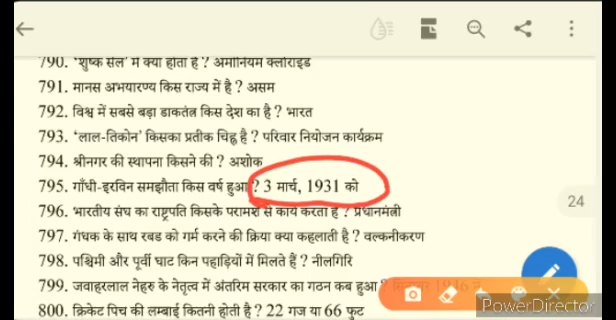 790. 'शुष्क सेल' में क्या होता है ? अमोनियम क्लोराइड
791. मानस अभयारण्य किस राज्य में है ? असम
792. विश्व में सबसे बड़ा डाकतंत्र किस देश का है ? भारत
793. 'लाल-तिकोन' किसका प्रतीक चिह्न है ? परिवार नियोजन कार्यक्रम
794. श्रीनगर की स्थापना किसने की ? अशोक
795. गाँधी-इरविन समझौता किस वर्ष हुआ ? 3 मार्च, 1931 को
24
796. भारतीय संघ का राष्ट्रपति किसके परामर्श से कार्य करता है ? प्रधानमंत्री
797. गंधक के साथ रबड को गर्म करने की क्रिया क्या कहलाती है ? वल्कनीकरण
798. पश्चिमी और पूर्वी घाट किन पहाड़ियों में मिलते हैं ? नीलगिरि
799. जवाहरलाल नेहरु के नेतृत्व में अंतरिम सरकार का गठन कब हुआ ?
800. क्रिकेट पिच की लम्बाई कितनी होती है ? 22 गज या 66 फुट
PowerDirector